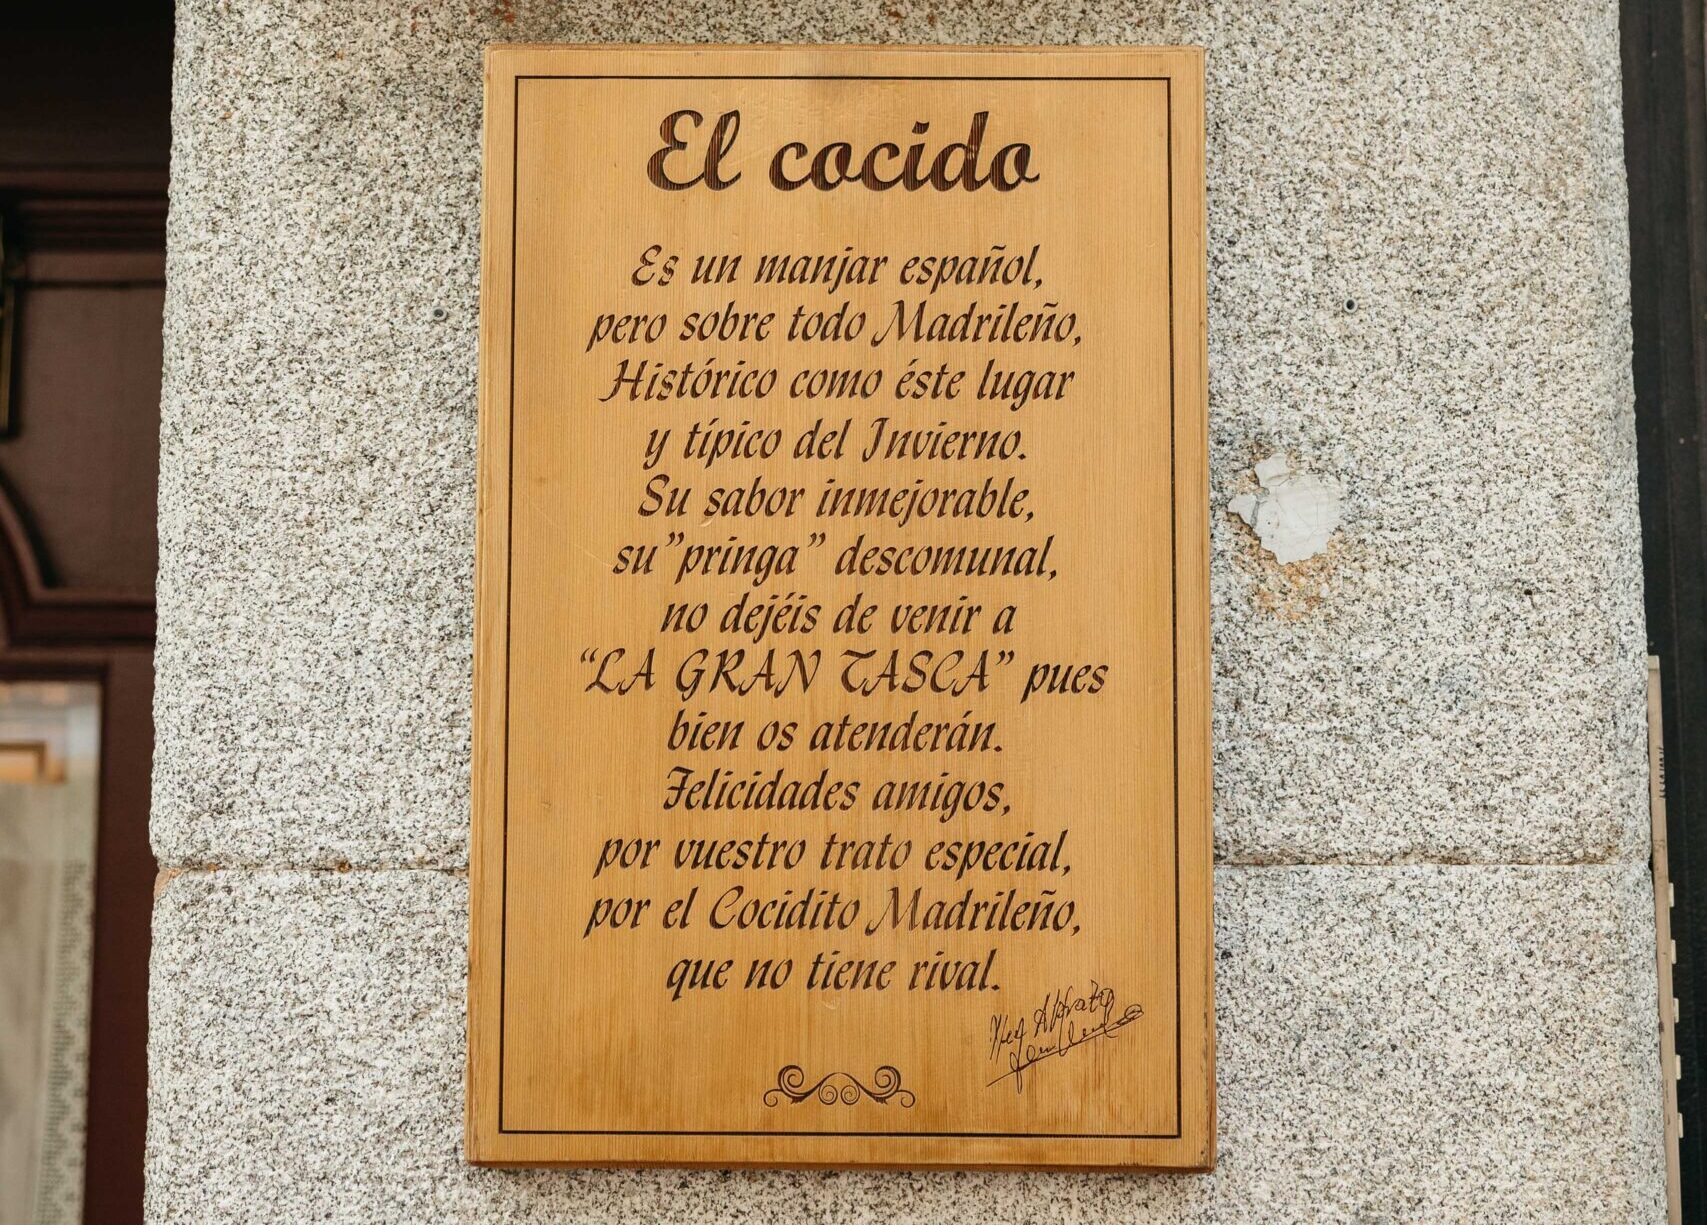 El cocido
Es un manjar español,
pero sobre todo Madrileño,
Histórico como éste lugar
y típico del Invierno.
Su sabor inmejorable,
su”pringa” descomunal,
no dejéis de venir a
“LA GRAN TASCA” pues
bien os atenderán.
Felicidades amigos,
por vuestro trato especial,
por el Cocidito Madrileño,
que no tiene rival.